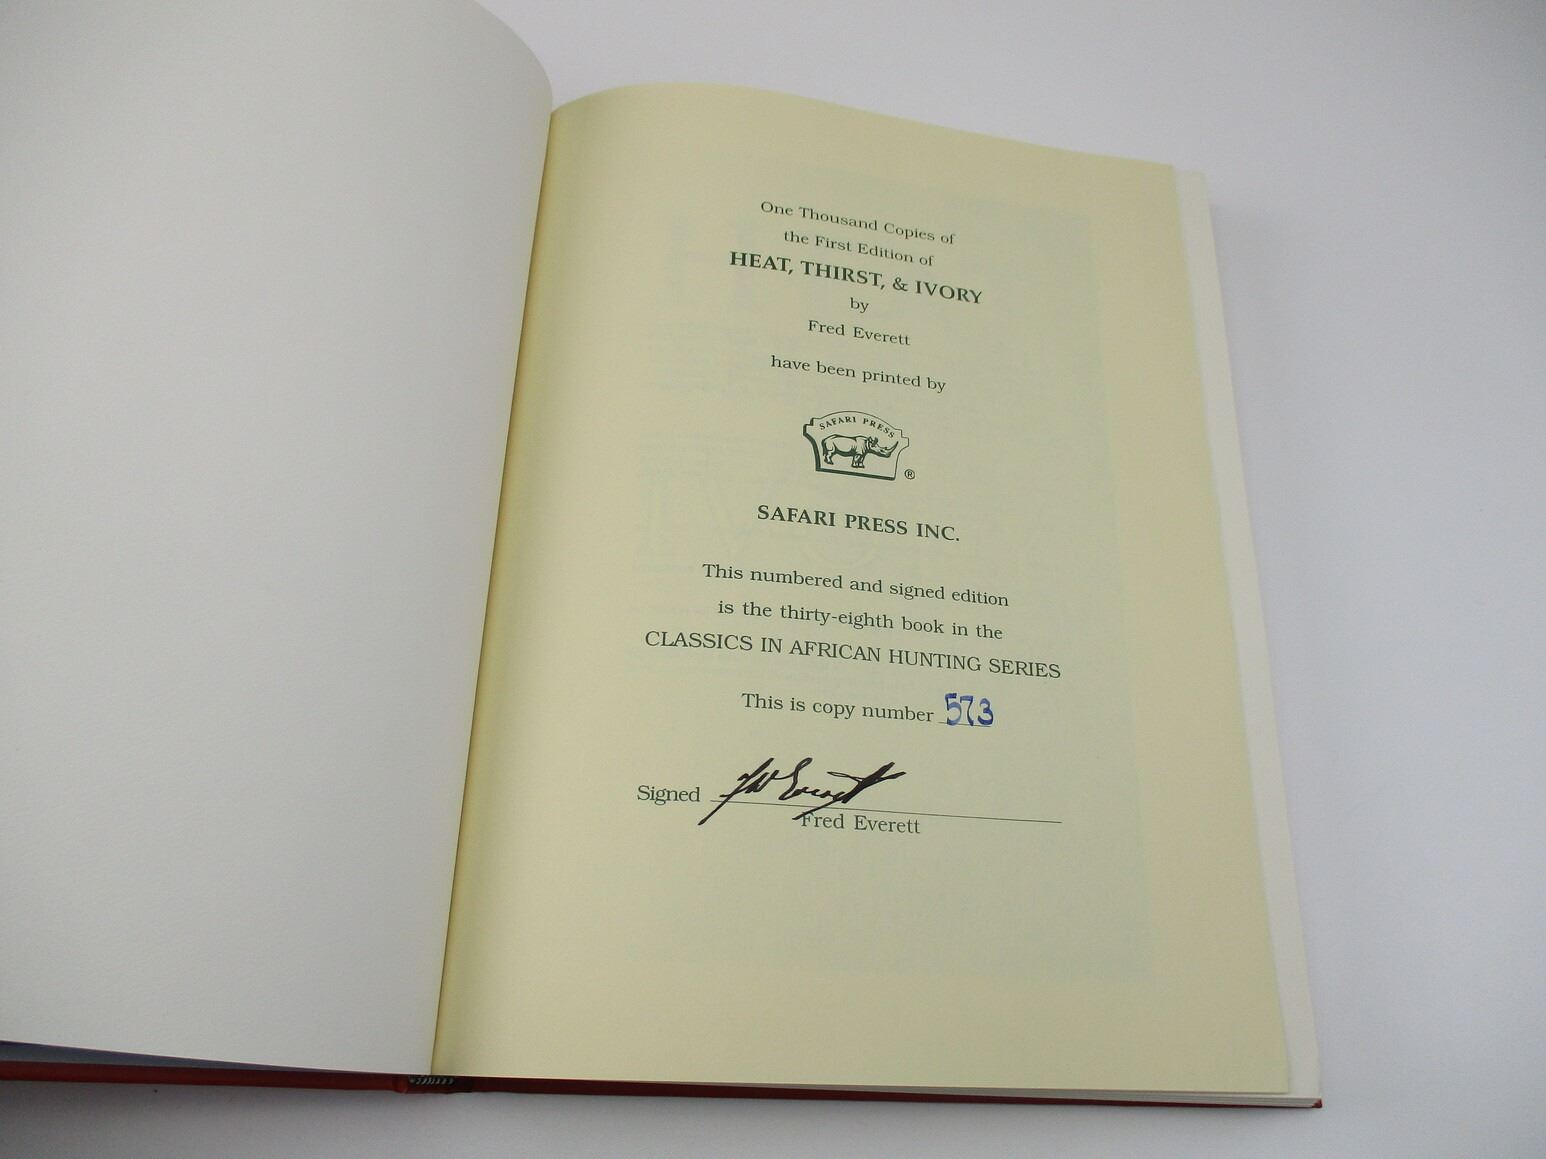 One Thousand Copies of
the First Edition of
HEAT, THIRST, & IVORY
by
Fred Everett
have been printed by
SAFARI PRESS
®
SAFARI PRESS INC.
This numbered and signed edition
is the thirty-eighth book in the
CLASSICS IN AFRICAN HUNTING SERIES
This is copy number 573
Signed FW Everett
Fred Everett